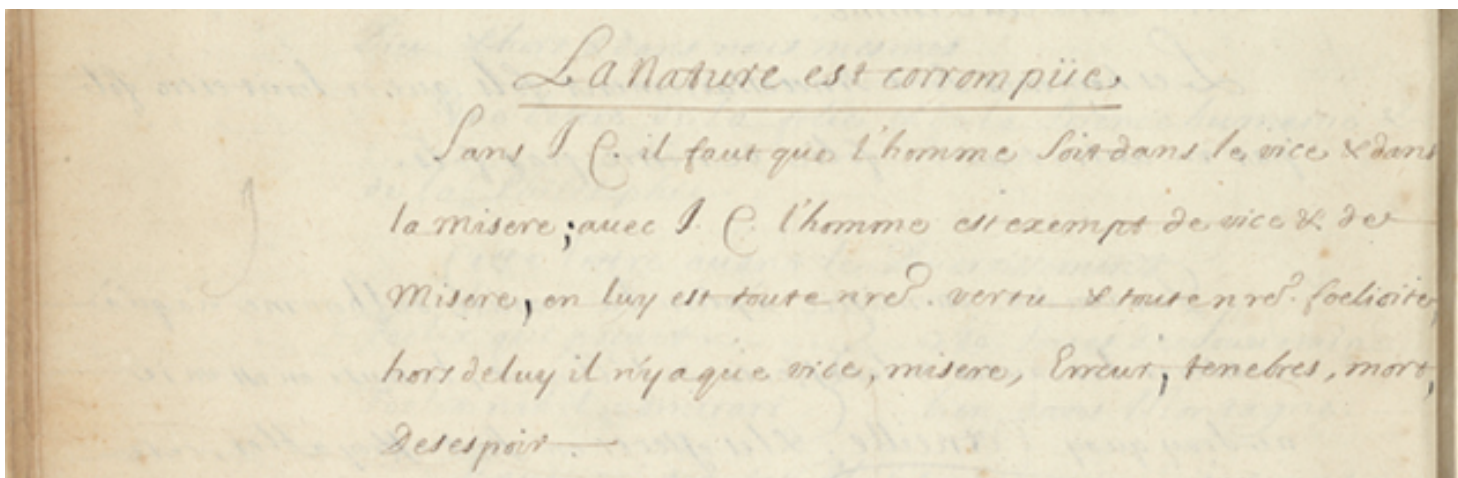 La Nature est corrompüe.
Sans J. C. il faut que l'homme soit dans le vice & dans
la misere; avec J. C. l'homme est exempt de vice & de
Misere, en luy est toute nre. vertu & toute nre. foelicite,
hors de luy il n'y a que vice, misere, Erreur, tenebres, mort,
Desespoir.